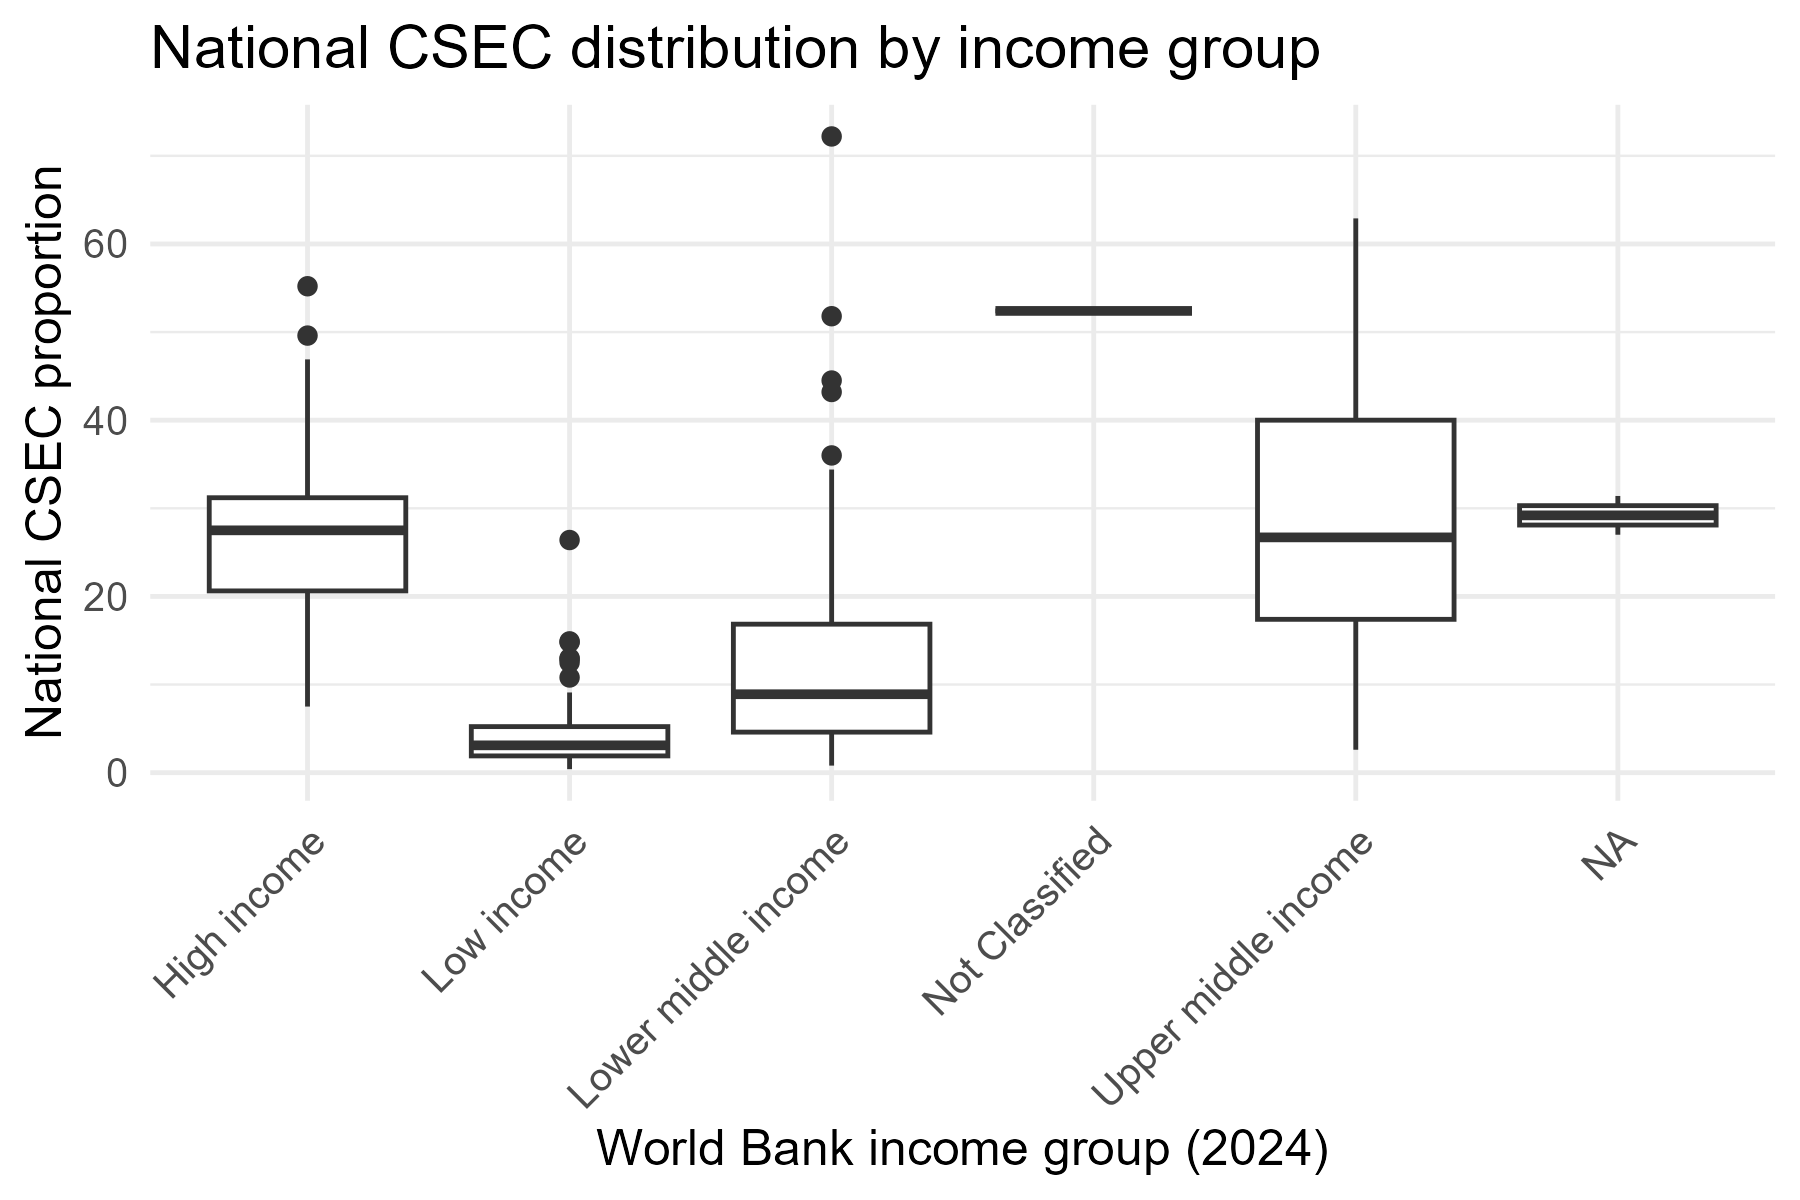 National CSEC distribution by income group
National CSEC proportion
60
40
20
0
High income
Low income
Lower middle income
Not Classified
Upper middle income
NA
World Bank income group (2024)